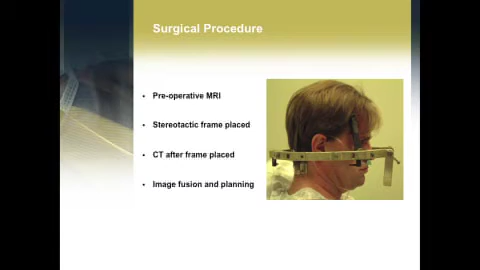 Surgical Procedure
• Pre-operative MRI
• Stereotactic frame placed
• CT after frame placed
• Image fusion and planning